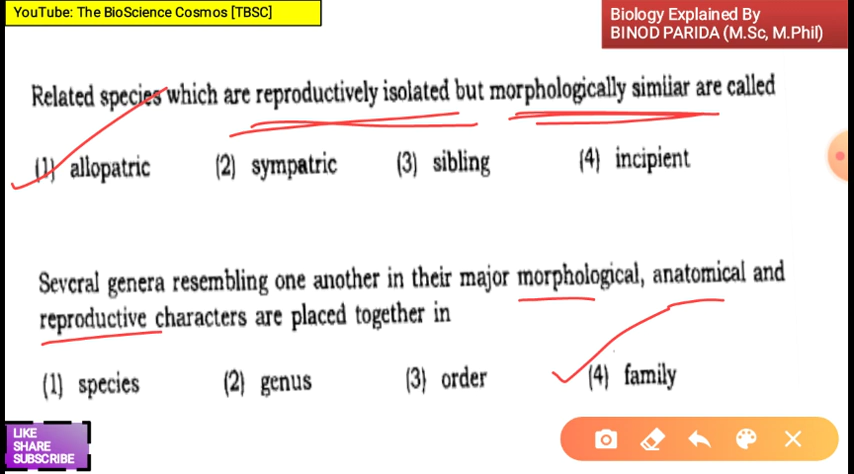 YouTube: The BioScience Cosmos [TBSC]
Biology Explained By
BINOD PARIDA (M.Sc, M.Phil)
Related species which are reproductively isolated but morphologically similar are called
(1) allopatric (2) sympatric (3) sibling (4) incipient
Several genera resembling one another in their major morphological, anatomical and
reproductive characters are placed together in
(1) species (2) genus (3) order (4) family
LIKE
SHARE
SUBSCRIBE